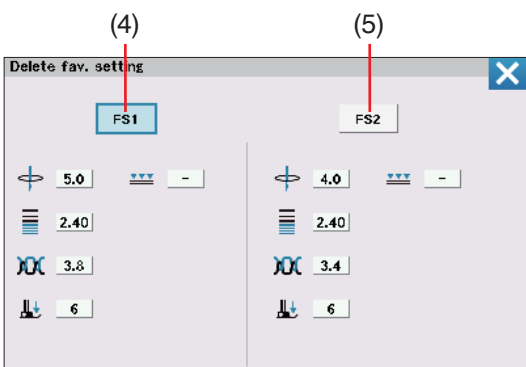 (4) (5)
Delete fav. setting
FS1 FS2
5.0 - 4.0 -
2.40 2.40
3.8 3.4
6 6